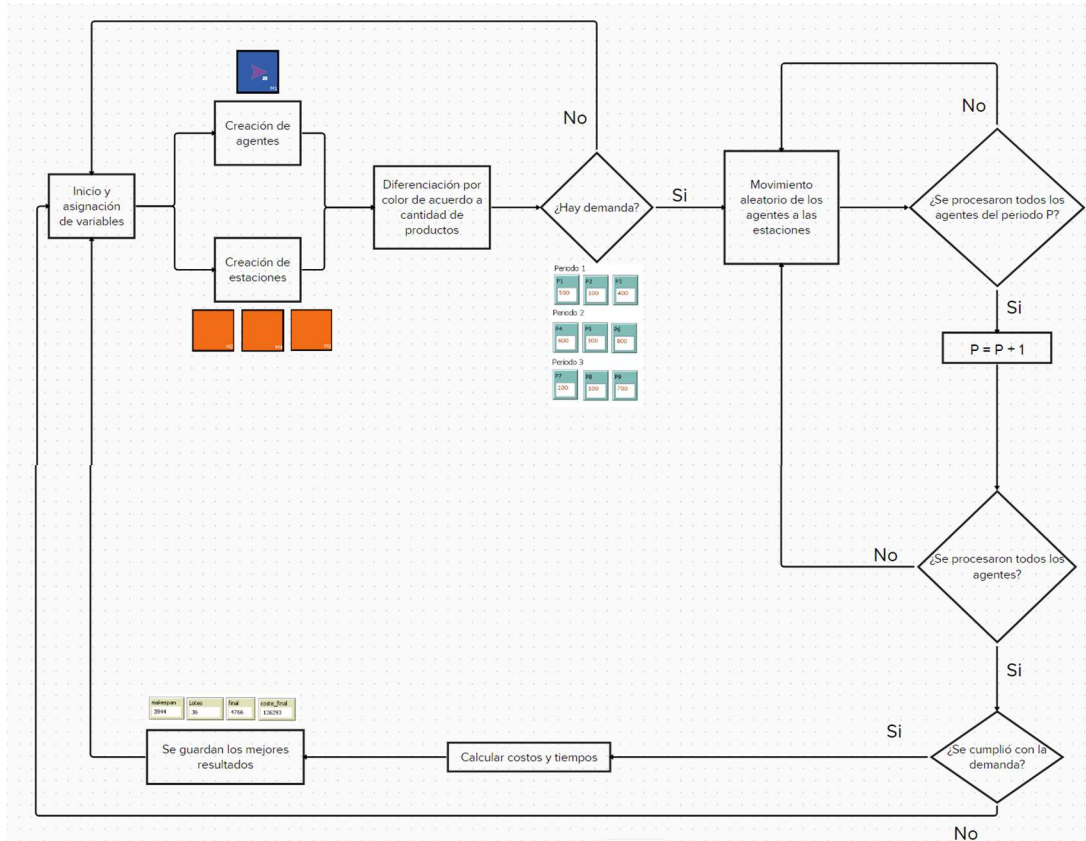 No
No
Creación de
agentes
Inicio y
asignación
de variables
Diferenciación por
color de acuerdo a
cantidad de
productos
¿Hay demanda?
Si
Movimiento
aleatorio de los
agentes a las
estaciones
¿Se procesaron todos los
agentes del periodo P?
Creación de
estaciones
Periodo 1
P1 P2 P3
500 100 400
Periodo 2
P4 P5 P6
600 300 800
Periodo 3
P7 P8 P9
100 100 700
Si
P = P + 1
No
¿Se procesaron todos los
agentes?
Si
makespan Lotes final coste_final
3944 36 4766 126293
Se guardan los mejores
resultados
Calcular costos y tiempos
Si
¿Se cumplió con la
demanda?
No